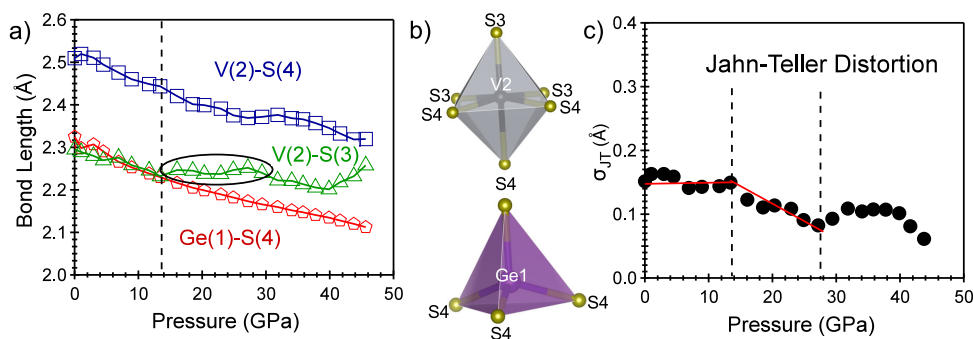 a)
2.6
2.5
2.4
2.3
2.2
2.1
2.0
Bond Length (Å)
V(2)-S(4)
V(2)-S(3)
Ge(1)-S(4)
0 10 20 30 40 50
Pressure (GPa)
b)
S3
V2
S3
S3
S4
S4
S4
S4
Ge1
S4
S4
S4
c)
0.4
0.3
0.2
0.1
0.0
σJT (Å)
Jahn-Teller Distortion
0 10 20 30 40 50
Pressure (GPa)